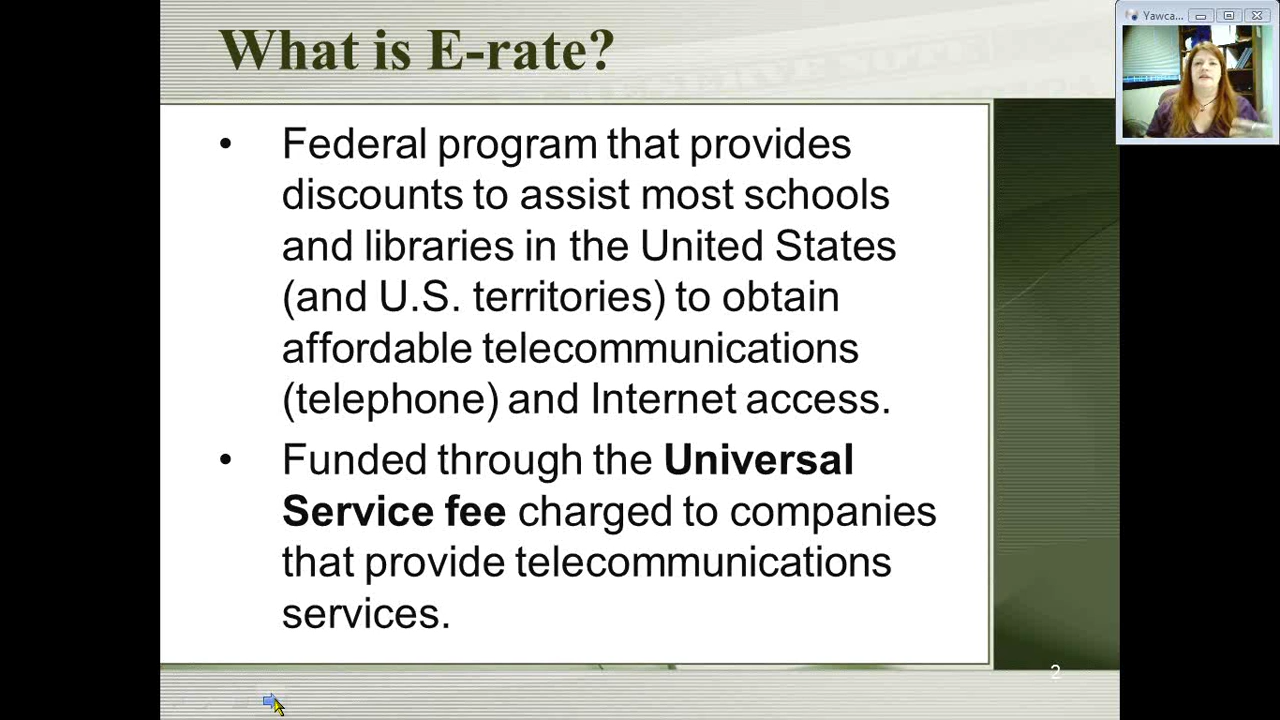 What is E-rate?
Yawca...
• Federal program that provides
discounts to assist most schools
and libraries in the United States
(and U.S. territories) to obtain
affordable telecommunications
(telephone) and Internet access.
• Funded through the Universal
Service fee charged to companies
that provide telecommunications
services.
2